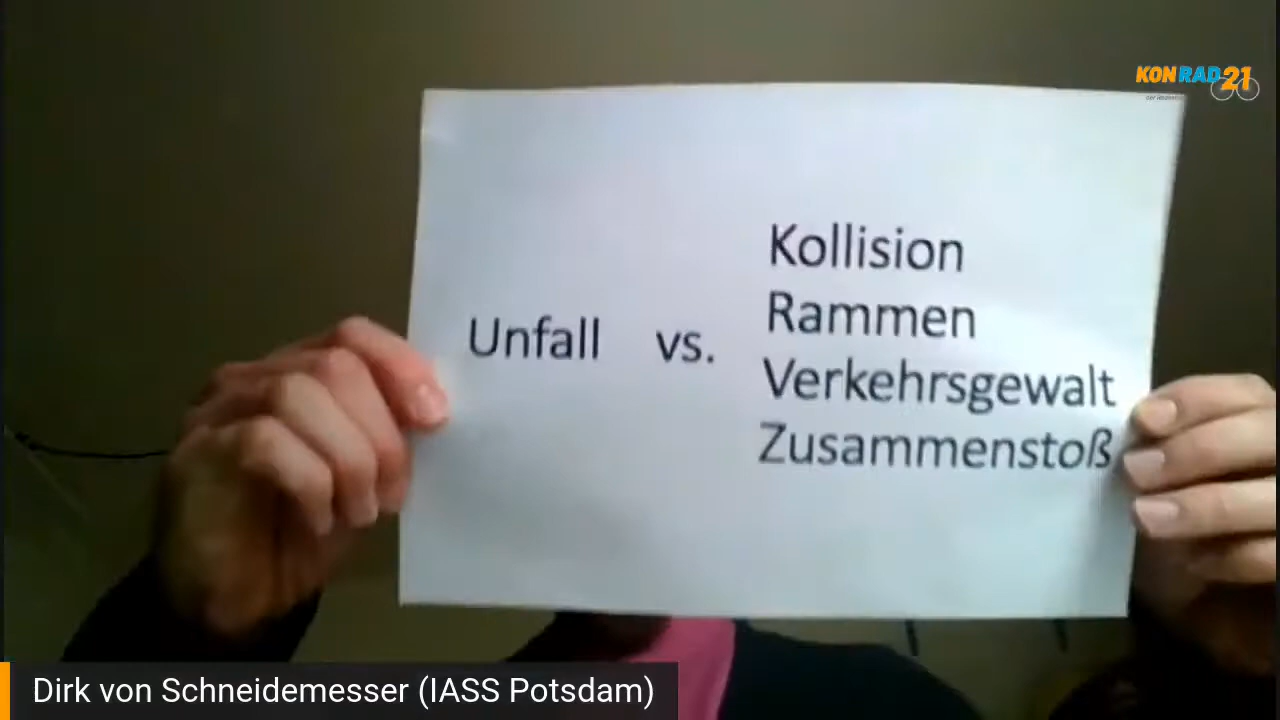 KONRAD21
Unfall vs.
Kollision
Rammen
Verkehrsgewalt
Zusammenstoß
Dirk von Schneidemesser (IASS Potsdam)